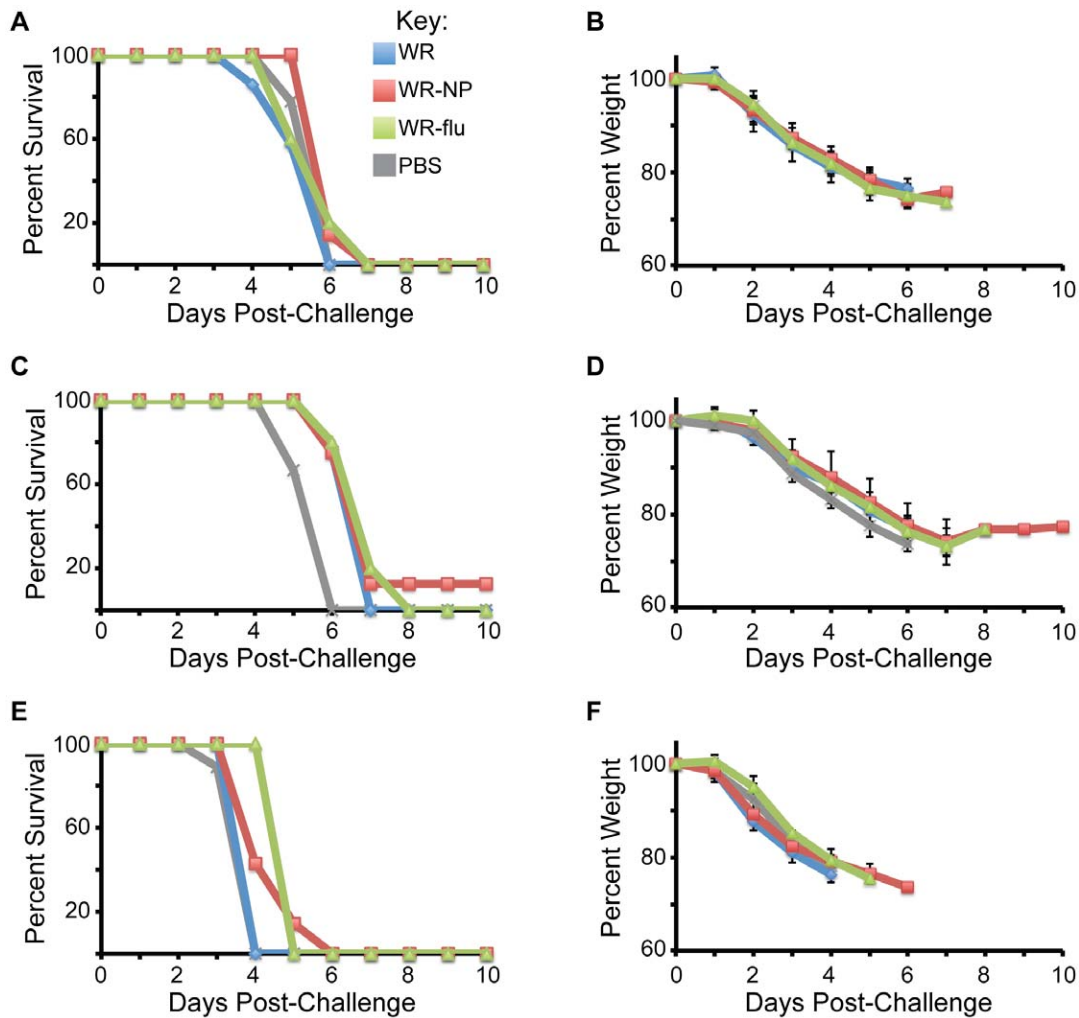 A
Key:
WR
WR-NP
WR-flu
PBS
100
60
20
Percent Survival
0 2 4 6 8 10
Days Post-Challenge
B
100
80
60
Percent Weight
0 2 4 6 8 10
Days Post-Challenge
C
100
60
20
Percent Survival
0 2 4 6 8 10
Days Post-Challenge
D
100
80
60
Percent Weight
0 2 4 6 8 10
Days Post-Challenge
E
100
60
20
Percent Survival
0 2 4 6 8 10
Days Post-Challenge
F
100
80
60
Percent Weight
0 2 4 6 8 10
Days Post-Challenge